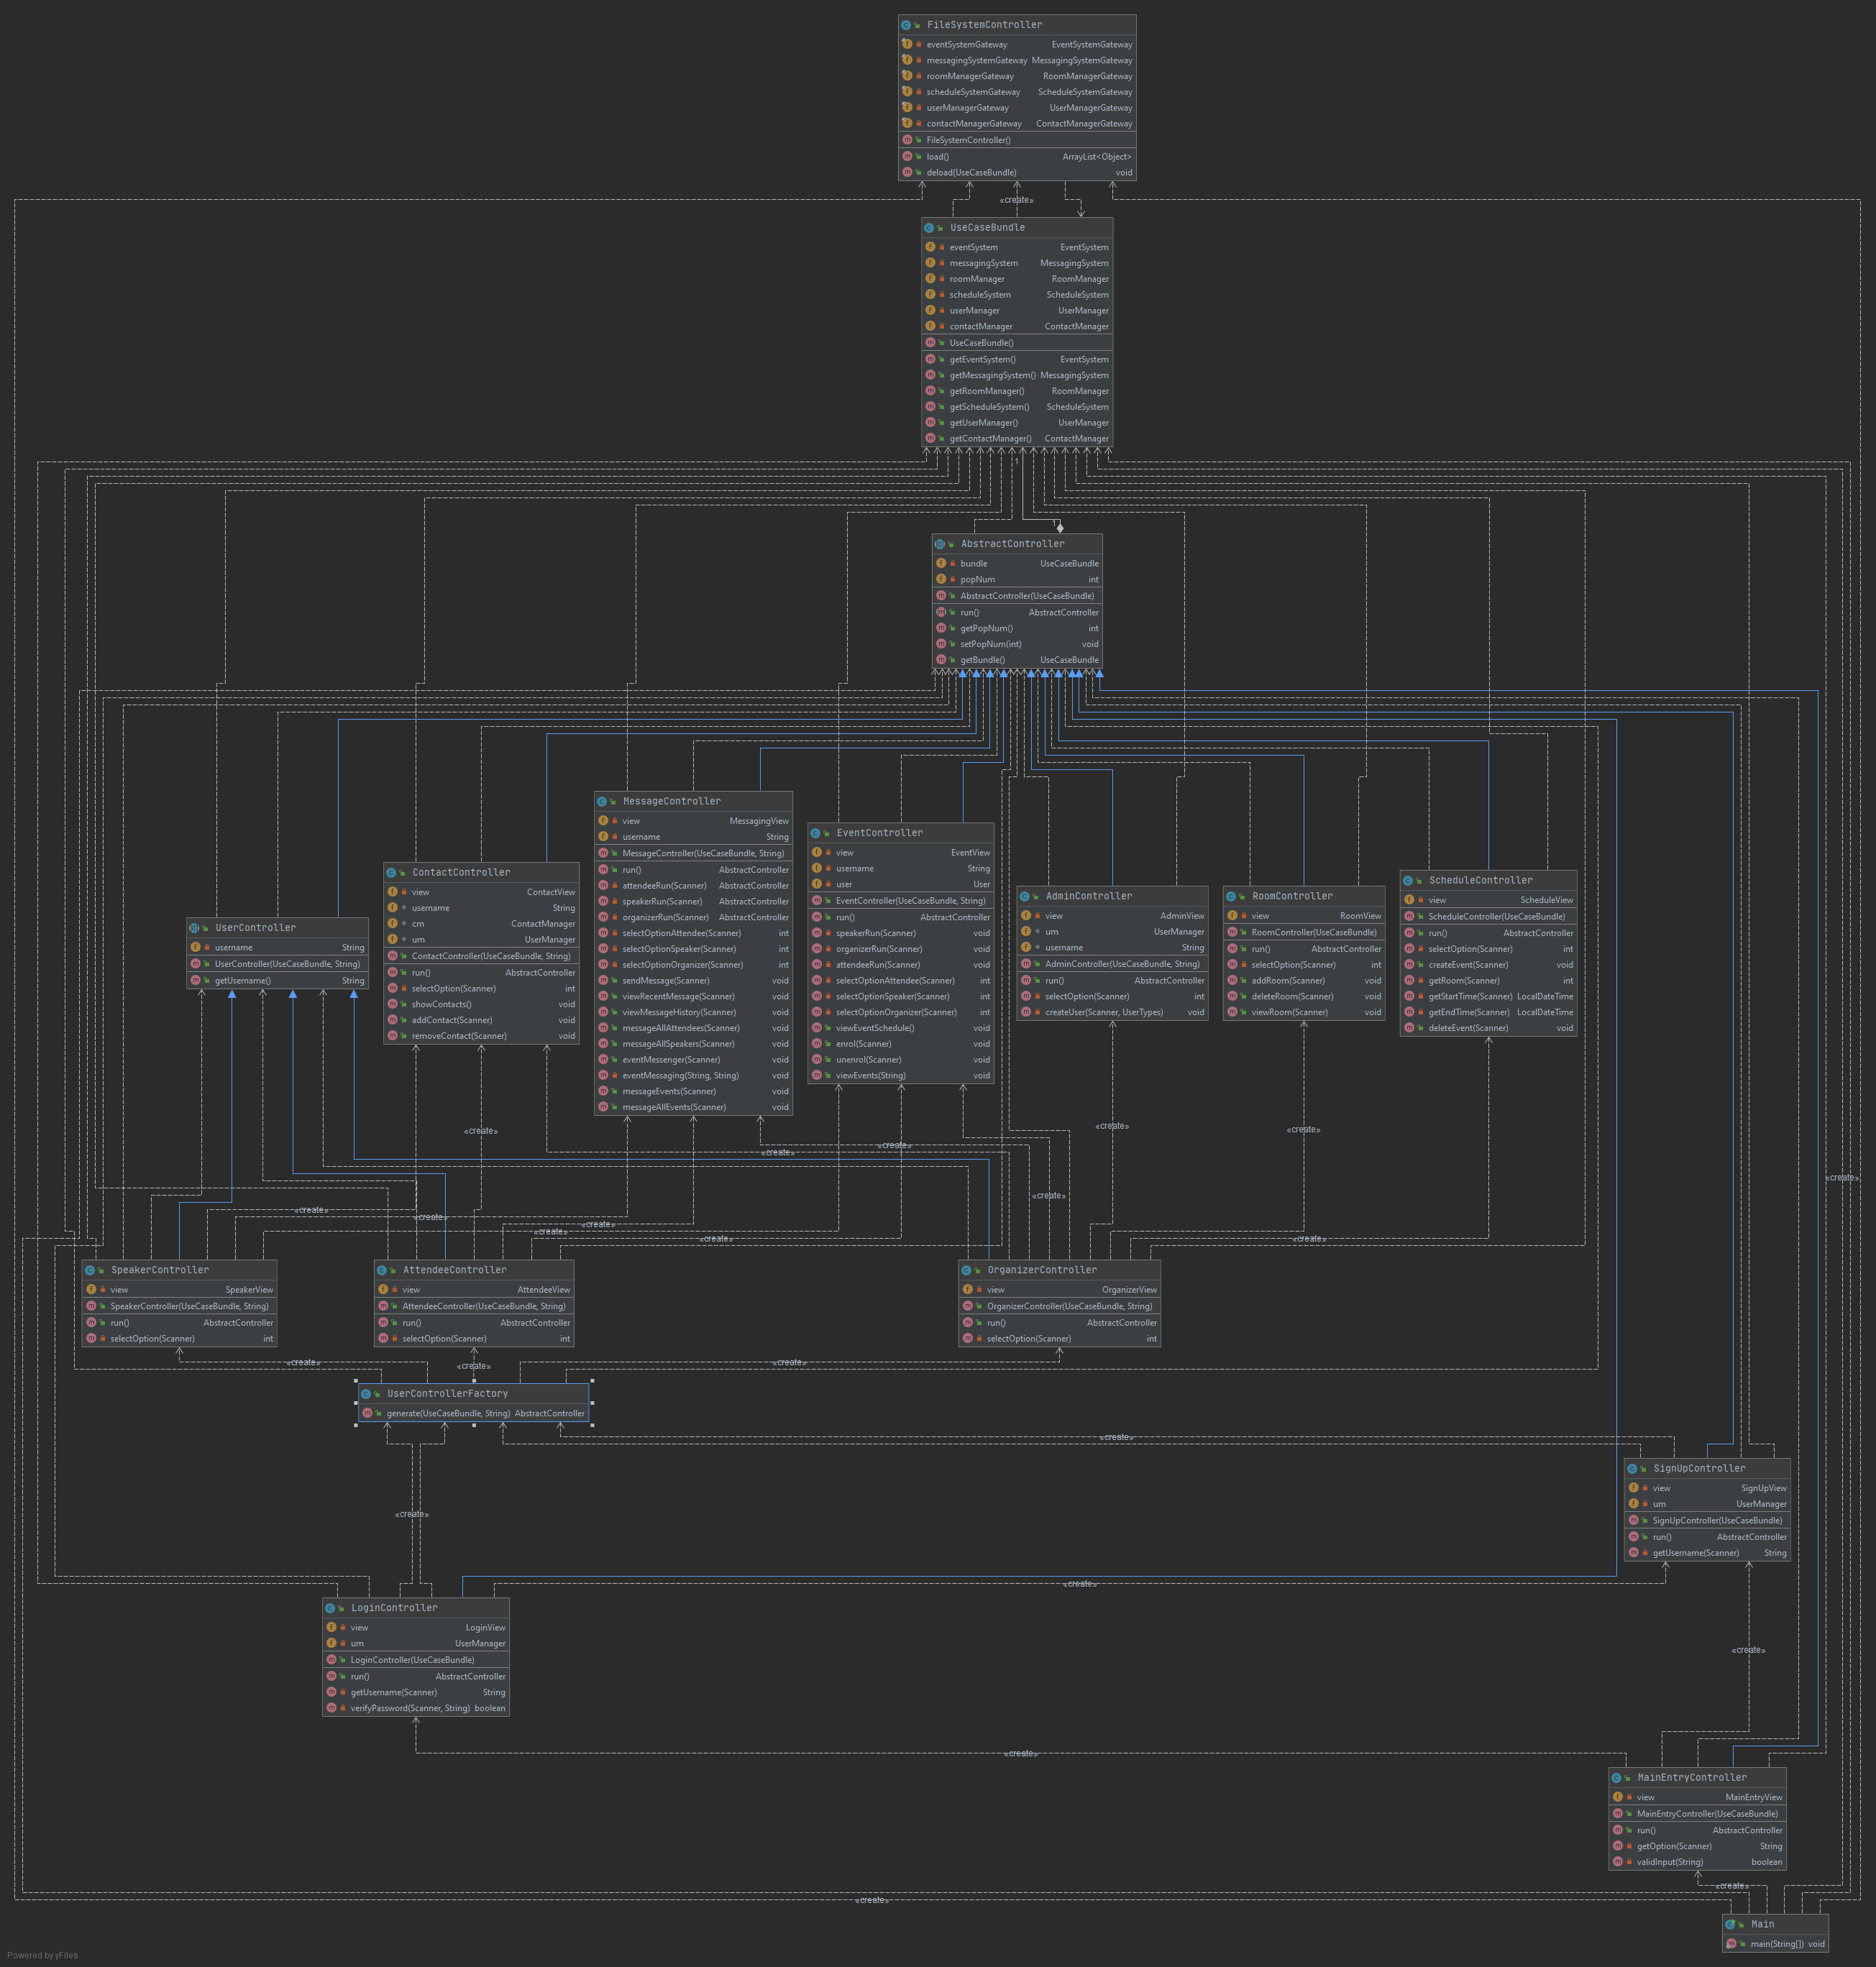 FileSystemController
eventSystemGateway EventSystemGateway
messagingSystemGateway MessagingSystemGateway
roomManagerGateway RoomManagerGateway
scheduleSystemGateway ScheduleSystemGateway
userManagerGateway UserManagerGateway
contactManagerGateway ContactManagerGateway
FileSystemController()
load() ArrayList<Object>
deload(UseCaseBundle) void
«create»
UseCaseBundle
eventSystem EventSystem
messagingSystem MessagingSystem
roomManager RoomManager
scheduleSystem ScheduleSystem
userManager UserManager
contactManager ContactManager
UseCaseBundle()
getEventSystem() EventSystem
getMessagingSystem() MessagingSystem
getRoomManager() RoomManager
getScheduleSystem() ScheduleSystem
getUserManager() UserManager
getContactManager() ContactManager
1
1
AbstractController
bundle UseCaseBundle
popNum int
AbstractController(UseCaseBundle)
run() AbstractController
getPopNum() int
setPopNum(int) void
getBundle() UseCaseBundle
MessageController
view MessagingView
username String
MessageController(UseCaseBundle, String)
run() AbstractController
attendeeRun(Scanner) AbstractController
speakerRun(Scanner) AbstractController
organizerRun(Scanner) AbstractController
selectOptionAttendee(Scanner) int
selectOptionSpeaker(Scanner) int
selectOptionOrganizer(Scanner) int
sendMessage(Scanner) void
viewRecentMessage(Scanner) void
viewMessageHistory(Scanner) void
messageAllAttendees(Scanner) void
messageAllSpeakers(Scanner) void
eventMessenger(Scanner) void
eventMessaging(String, String) void
messageEvents(Scanner) void
messageAllEvents(Scanner) void
EventController
view EventView
username String
user User
EventController(UseCaseBundle, String)
run() AbstractController
speakerRun(Scanner) void
organizerRun(Scanner) void
attendeeRun(Scanner) void
selectOptionAttendee(Scanner) int
selectOptionSpeaker(Scanner) int
selectOptionOrganizer(Scanner) int
viewEventSchedule() void
enrol(Scanner) void
unenrol(Scanner) void
viewEvents(String) void
ContactController
view ContactView
username String
cm ContactManager
um UserManager
ContactController(UseCaseBundle, String)
run() AbstractController
selectOption(Scanner) int
showContacts() void
addContact(Scanner) void
removeContact(Scanner) void
ScheduleController
view ScheduleView
ScheduleController(UseCaseBundle)
run() AbstractController
selectOption(Scanner) int
createEvent(Scanner) void
getRoom(Scanner) int
getStartTime(Scanner) LocalDateTime
getEndTime(Scanner) LocalDateTime
deleteEvent(Scanner) void
AdminController
view AdminView
um UserManager
username String
AdminController(UseCaseBundle, String)
run() AbstractController
selectOption(Scanner) int
createUser(Scanner, UserTypes) void
RoomController
view RoomView
RoomController(UseCaseBundle)
run() AbstractController
selectOption(Scanner) int
addRoom(Scanner) void
deleteRoom(Scanner) void
viewRoom(Scanner) void
UserController
username String
UserController(UseCaseBundle, String)
getUsername() String
«create»
«create»
«create»
«create»
«create»
«create»
«create»
«create»
«create»
«create»
«create»
«create»
«create»
«create»
SpeakerController
view SpeakerView
SpeakerController(UseCaseBundle, String)
run() AbstractController
selectOption(Scanner) int
AttendeeController
view AttendeeView
AttendeeController(UseCaseBundle, String)
run() AbstractController
selectOption(Scanner) int
OrganizerController
view OrganizerView
OrganizerController(UseCaseBundle, String)
run() AbstractController
selectOption(Scanner) int
«create»
«create»
«create»
UserControllerFactory
generate(UseCaseBundle, String) AbstractController
«create»
SignUpController
view SignUpView
um UserManager
SignUpController(UseCaseBundle)
run() AbstractController
getUsername(Scanner) String
«create»
«create»
LoginController
view LoginView
um UserManager
LoginController(UseCaseBundle)
run() AbstractController
getUsername(Scanner) String
verifyPassword(Scanner, String) boolean
«create»
«create»
MainEntryController
view MainEntryView
MainEntryController(UseCaseBundle)
run() AbstractController
getOption(Scanner) String
validInput(String) boolean
«create»
«create»
Main
main(String[]) void
Powered by yFiles